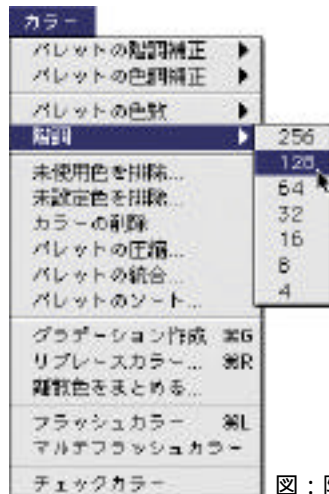 カラー
パレットの階調補正
パレットの色調補正
パレットの色数
階調
256
128
64
32
16
8
4
未使用色を排除...
未設定色を排除...
カラーの削除
パレットの圧縮...
パレットの統合...
パレットのソート...
グラデーション作成 ⌘G
リプレースカラー... ⌘R
離散色をまとめる...
フラッシュカラー ⌘L
マルチフラッシュカラー
チェックカラー
図：階